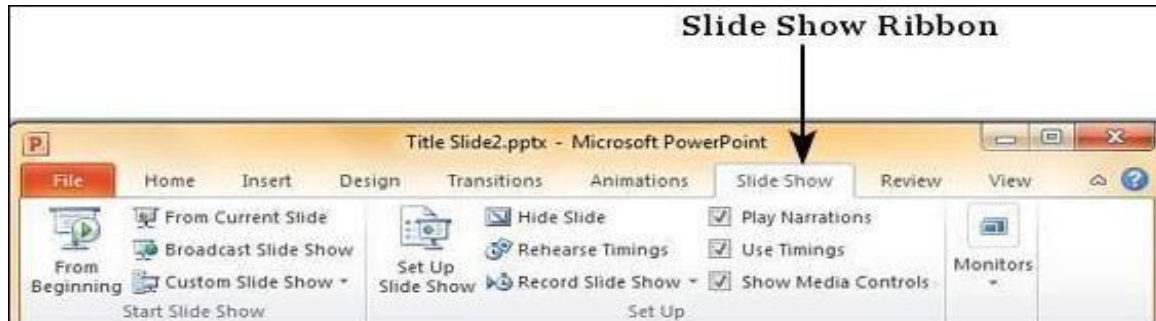 Slide Show Ribbon
P
Title Slide2.pptx - Microsoft PowerPoint
File Home Insert Design Transitions Animations Slide Show Review View ?
From Beginning
From Current Slide
Broadcast Slide Show
Custom Slide Show
Start Slide Show
Set Up
Slide Show
Hide Slide
Rehearse Timings
Record Slide Show
Play Narrations
Use Timings
Show Media Controls
Set Up
Monitors